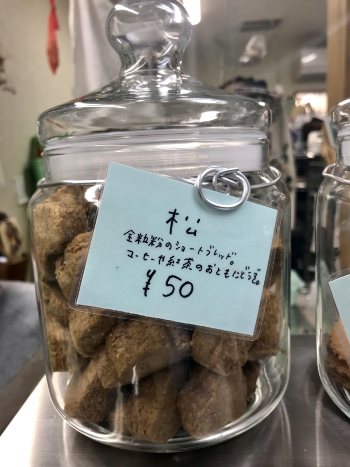 松
全粒粉のショートブレッド。
コーヒーや紅茶のおともにどうぞ。
¥50